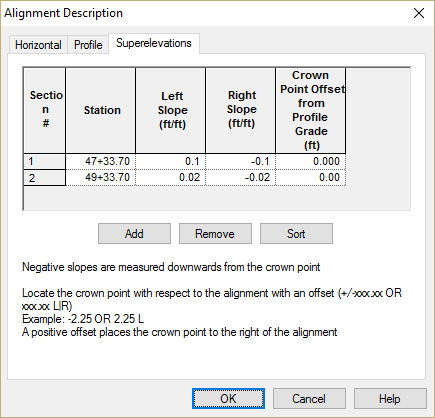 Alignment Description
Horizontal Profile Superelevations
Sectio
n
#
Station
Left
Slope
(ft/ft)
Right
Slope
(ft/ft)
Crown
Point Offset
from
Profile
Grade
(ft)
1 47+33.70 0.1 -0.1 0.000
2 49+33.70 0.02 -0.02 0.00
Add Remove Sort
Negative slopes are measured downwards from the crown point
Locate the crown point with respect to the alignment with an offset (+/-xxx.xx OR
xxx.xx L|R)
Example: -2.25 OR 2.25 L
A positive offset places the crown point to the right of the alignment
OK Cancel Help